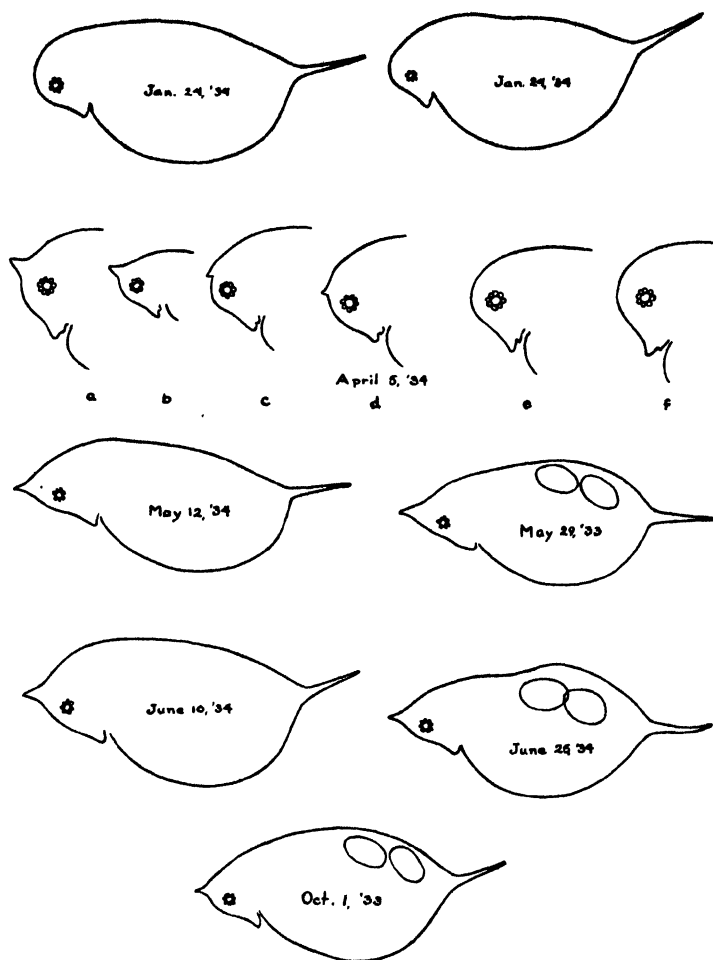 Jan. 24, '34
Jan. 24, '34
April 5, '34
a b c d e f
May 12, '34
May 29, '33
June 10, '34
June 25 '34
Oct. 1, '33